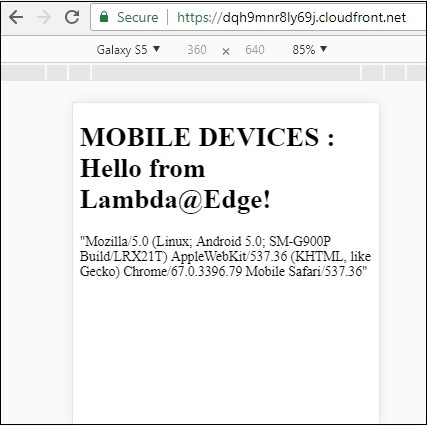 Secure | https://dqh9mnr8ly69j.cloudfront.net
Galaxy S5 ▼ 360 × 640 85% ▼
MOBILE DEVICES :
Hello from
Lambda@Edge!
"Mozilla/5.0 (Linux; Android 5.0; SM-G900P
Build/LRX21T) AppleWebKit/537.36 (KHTML, like
Gecko) Chrome/67.0.3396.79 Mobile Safari/537.36"